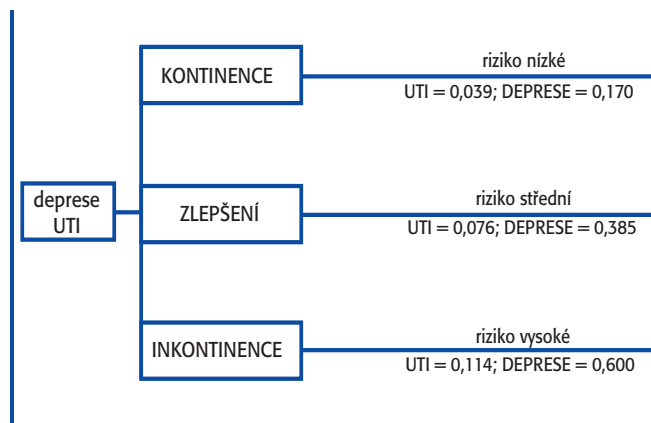 KONTINENCE
riziko nízké
UTI = 0,039; DEPRESE = 0,170
deprese
UTI
ZLEPŠENÍ
riziko střední
UTI = 0,076; DEPRESE = 0,385
INKONTINENCE
riziko vysoké
UTI = 0,114; DEPRESE = 0,600